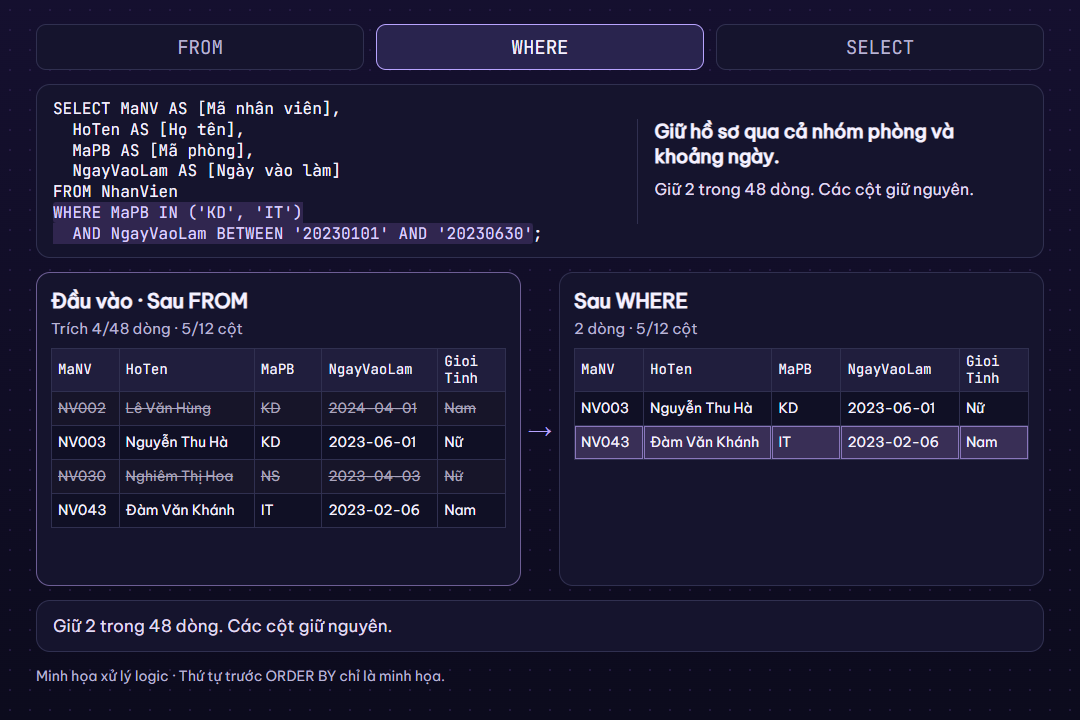 FROM
WHERE
SELECT
SELECT MaNV AS [Mã nhân viên],
HoTen AS [Họ tên],
MaPB AS [Mã phòng],
NgayVaoLam AS [Ngày vào làm]
FROM NhanVien
WHERE MaPB IN ('KD', 'IT')
AND NgayVaoLam BETWEEN '20230101' AND '20230630';
Giữ hồ sơ qua cả nhóm phòng và
khoảng ngày.
Giữ 2 trong 48 dòng. Các cột giữ nguyên.
Đầu vào · Sau FROM
Trích 4/48 dòng · 5/12 cột
MaNV HoTen MaPB NgayVaoLam Gioi
Tinh
NV002 Lê Văn Hùng KD 2024-04-01 Nam
NV003 Nguyễn Thu Hà KD 2023-06-01 Nữ
NV030 Nghiêm Thị Hoa NS 2023-04-03 Nữ
NV043 Đàm Văn Khánh IT 2023-02-06 Nam
→
Sau WHERE
2 dòng · 5/12 cột
MaNV HoTen MaPB NgayVaoLam Gioi
Tinh
NV003 Nguyễn Thu Hà KD 2023-06-01 Nữ
NV043 Đàm Văn Khánh IT 2023-02-06 Nam
Giữ 2 trong 48 dòng. Các cột giữ nguyên.
Minh họa xử lý logic · Thứ tự trước ORDER BY chỉ là minh họa.